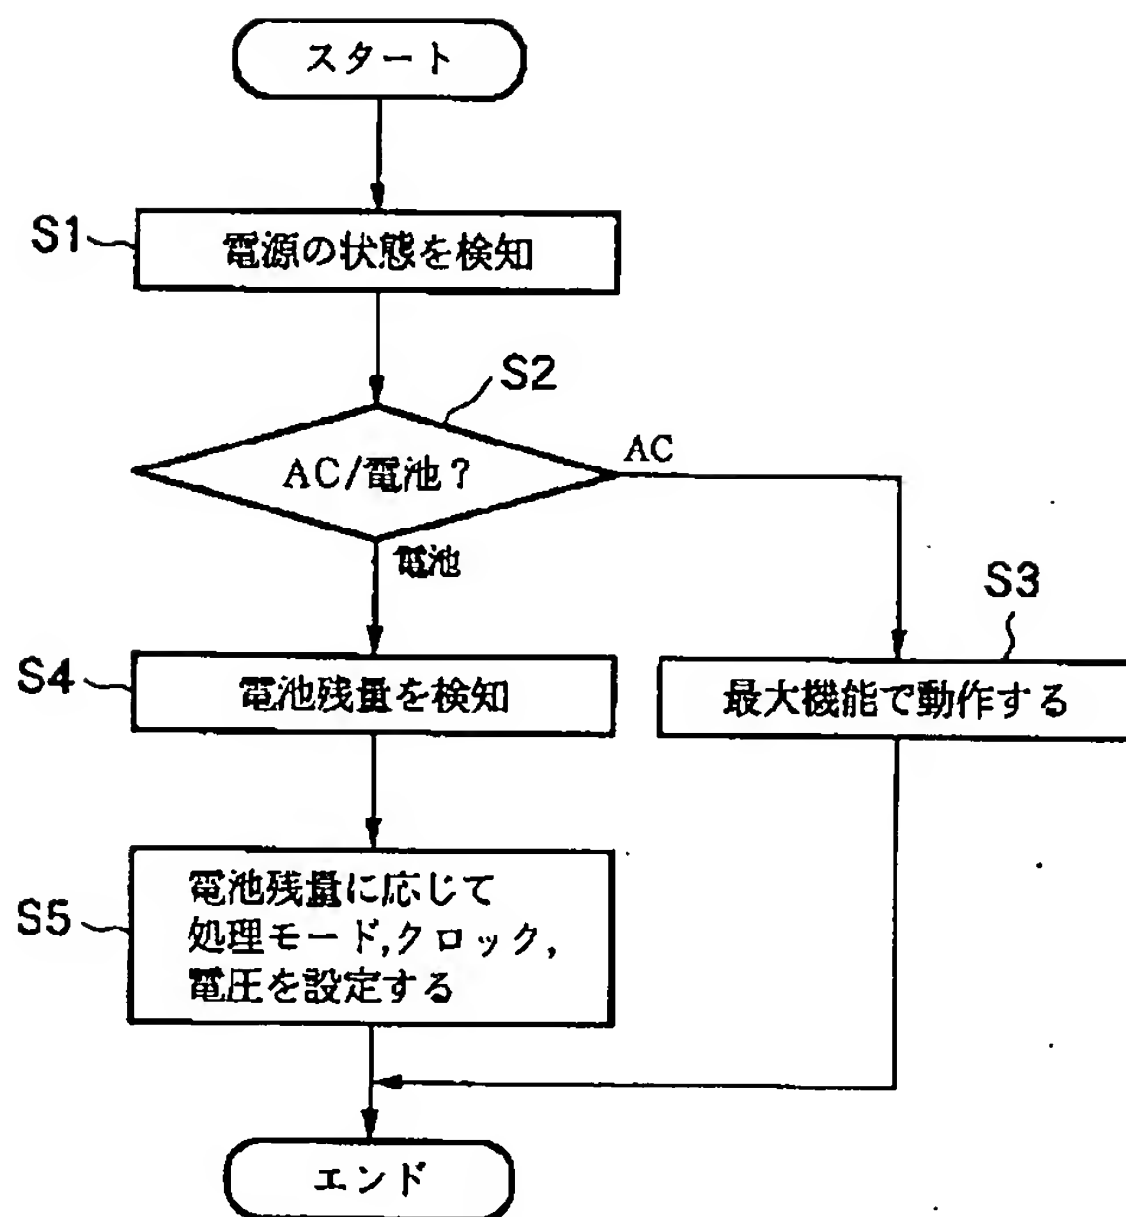 スタート
S1
電源の状態を検知
S2
AC/電池?
AC
電池
S3
S4
電池残量を検知
最大機能で動作する
S5
電池残量に応じて
処理モード,クロック,
電圧を設定する
エンド